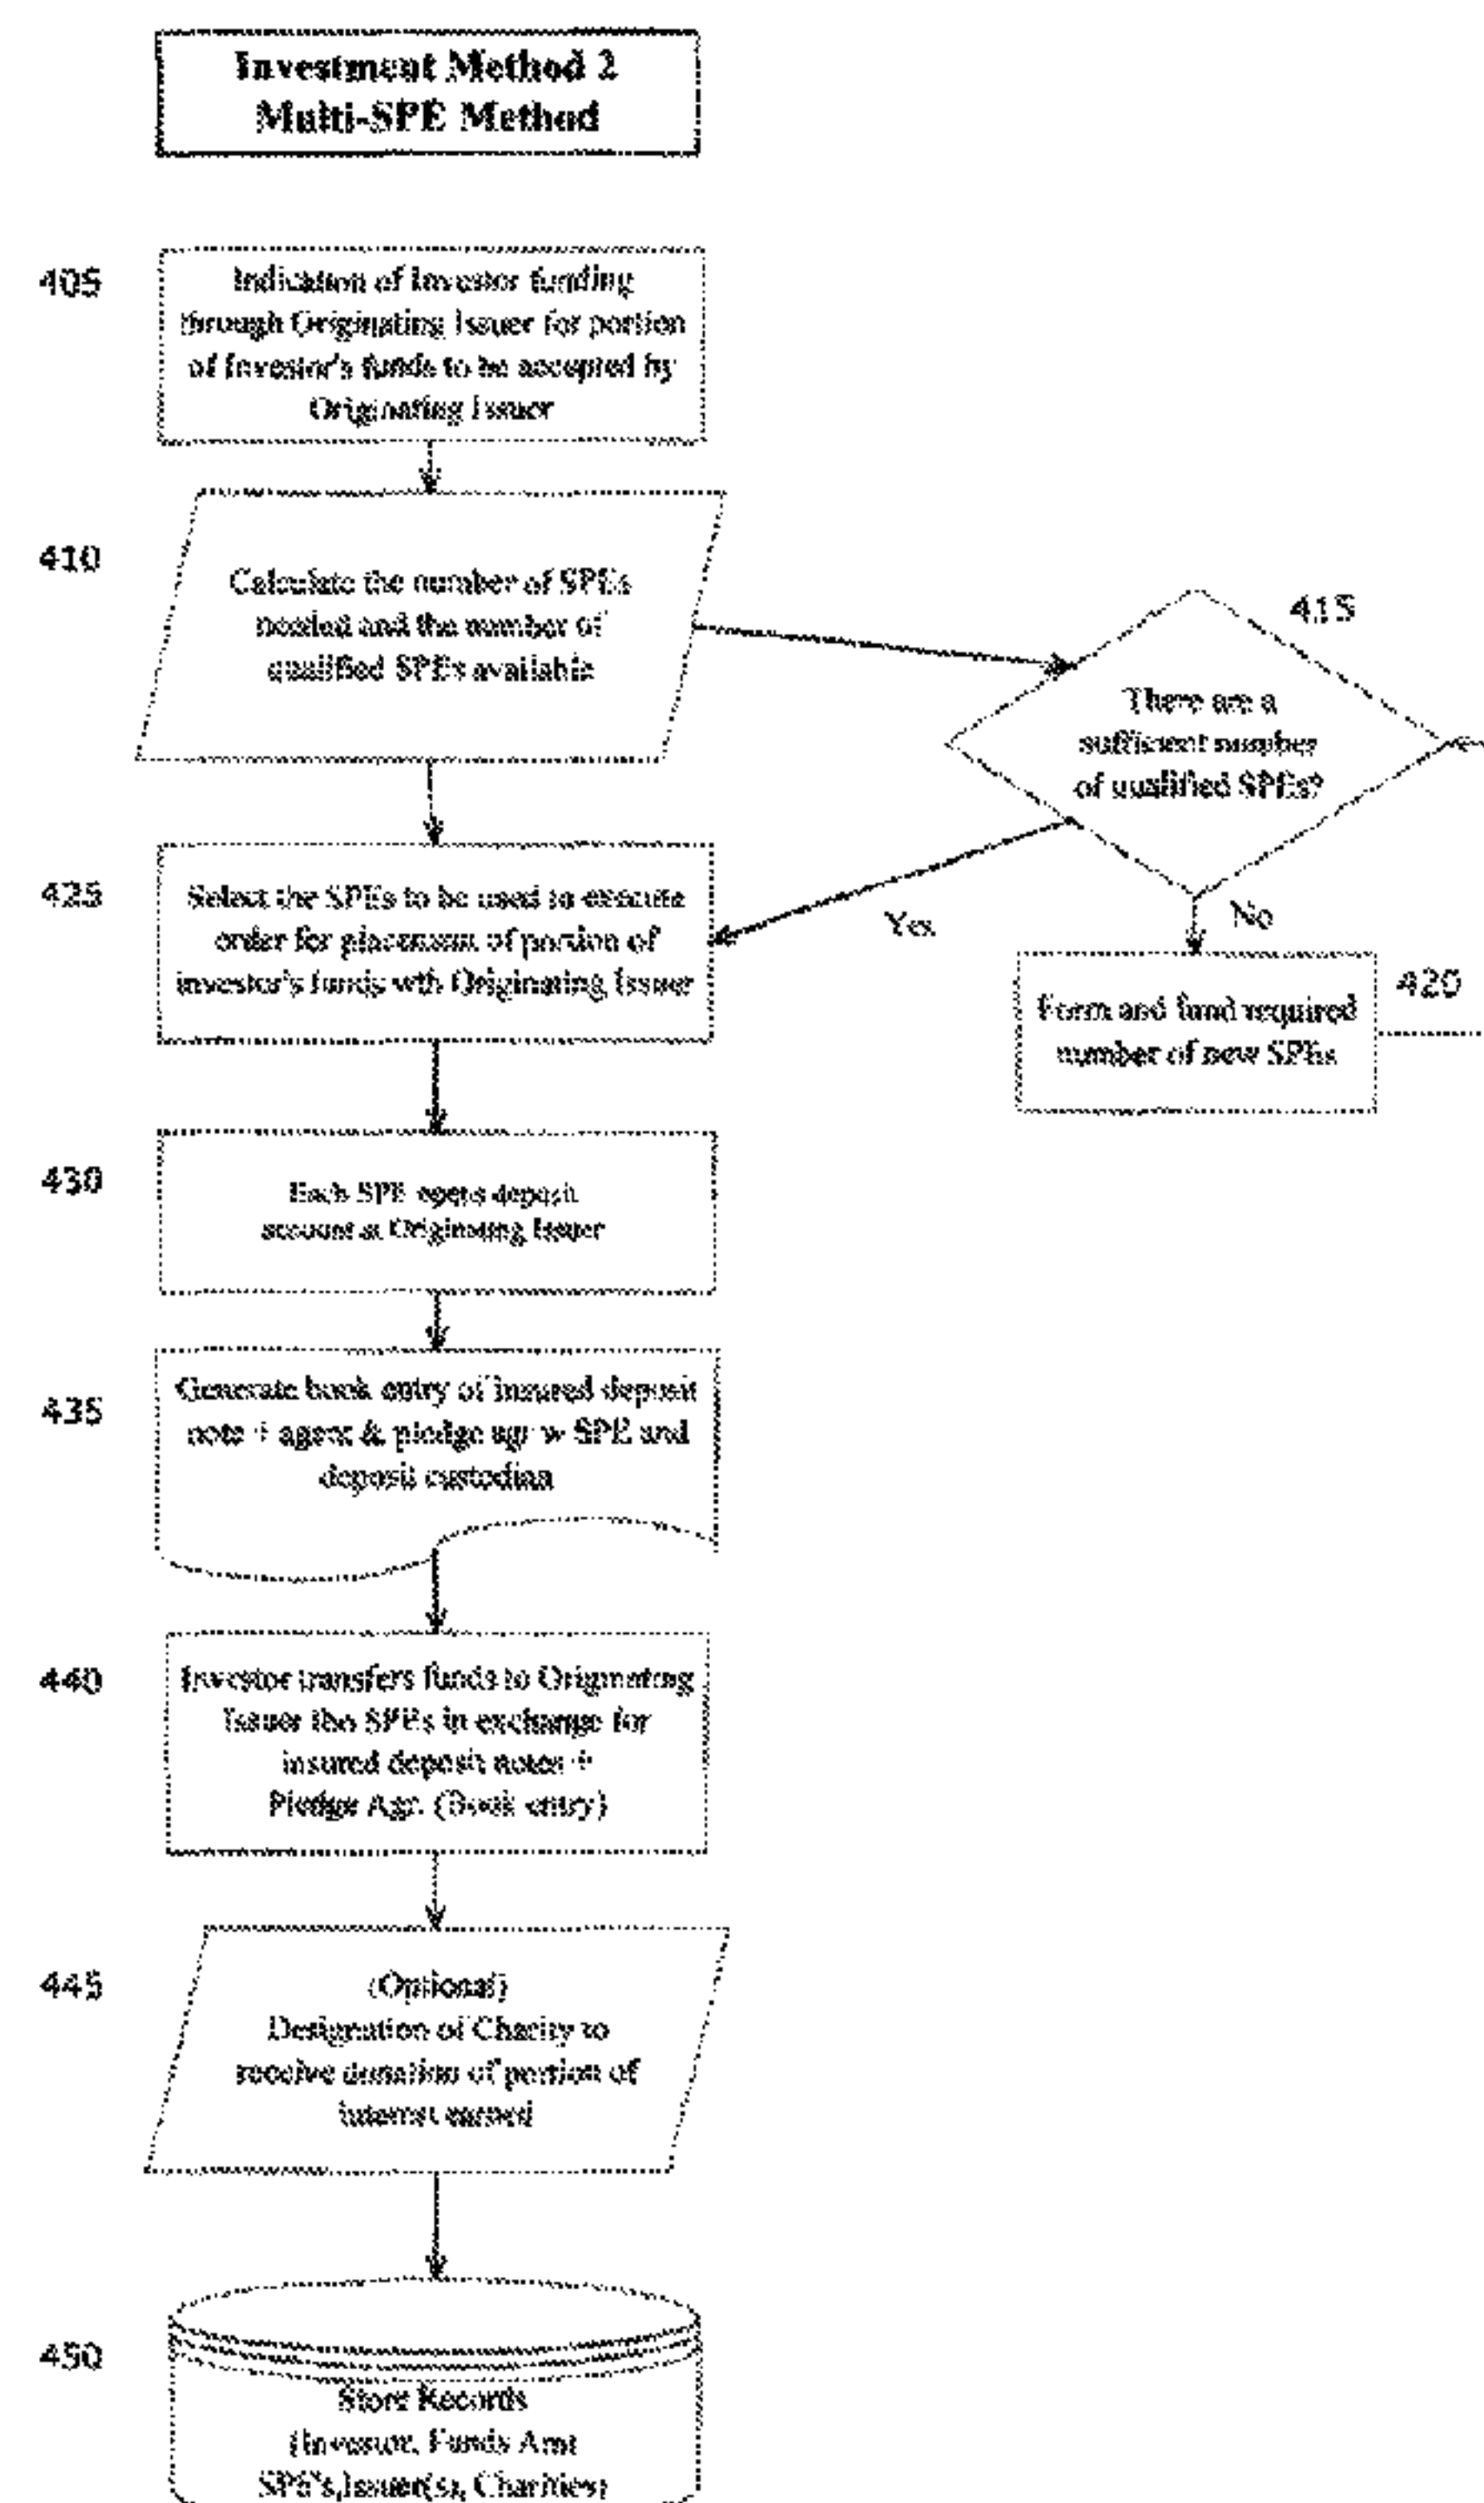 Investment Method 2
Multi-SPE Method
405
Indication of Investor funding
through Originating Issuer for portion
of Investor's funds to be accepted by
Originating Issuer
410
Calculate the number of SPEs
needed and the number of
qualified SPEs available
415
There are a
sufficient number
of qualified SPEs?
Yes
No
420
Form and fund required
number of new SPEs
425
Select the SPEs to be used to execute
order for placement of portion of
investor's funds wth Originating Issuer
430
Each SPE opens deposit
account at Originating Issuer
435
Generate book entry of insured deposit
note + agent & pledge agr w SPE and
deposit custodian
440
Investor transfers funds to Originating
Issuer the SPEs in exchange for
insured deposit notes +
Pledge Agr. (Book entry)
445
(Optional)
Designation of Charity to
receive donation of portion of
interest earned
450
Store Records
(Investor, Funds Amt
SPE's,Issuer(s), Charities)